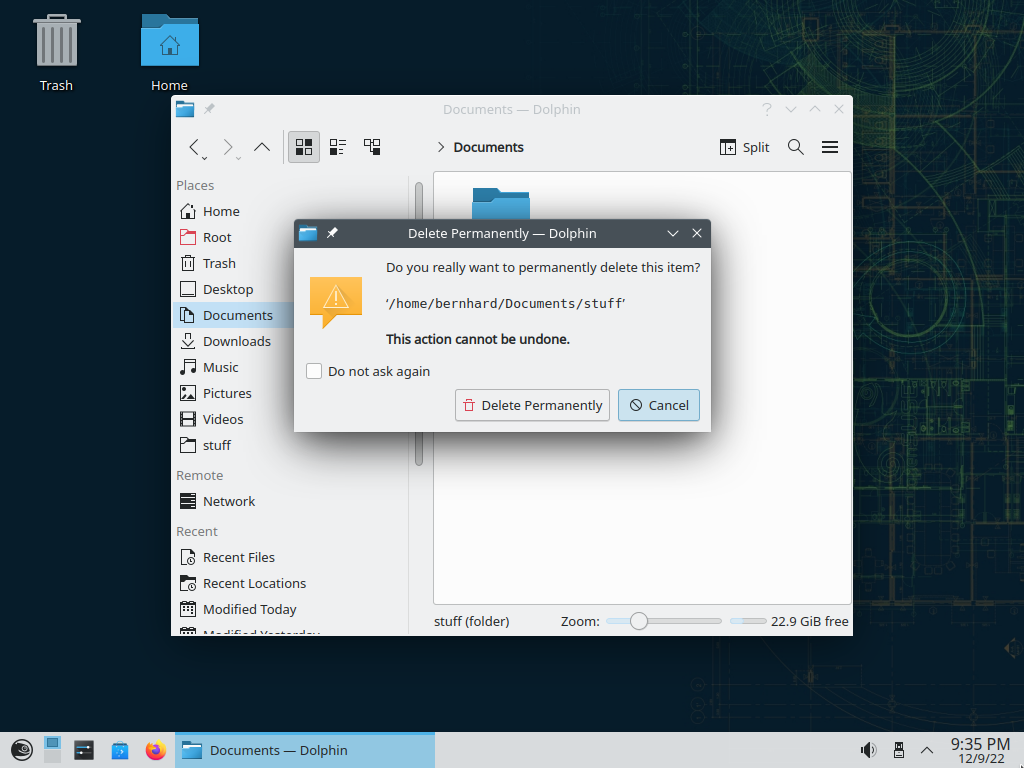 Trash
Home
Documents — Dolphin
Documents
Split
Places
Home
Root
Trash
Desktop
Documents
Downloads
Music
Pictures
Videos
stuff
Remote
Network
Recent
Recent Files
Recent Locations
Modified Today
Modified Yesterday
Delete Permanently — Dolphin
Do you really want to permanently delete this item?
‘/home/bernhard/Documents/stuff’
This action cannot be undone.
Do not ask again
Delete Permanently
Cancel
stuff (folder)
Zoom:
22.9 GiB free
Documents — Dolphin
9:35 PM
12/9/22